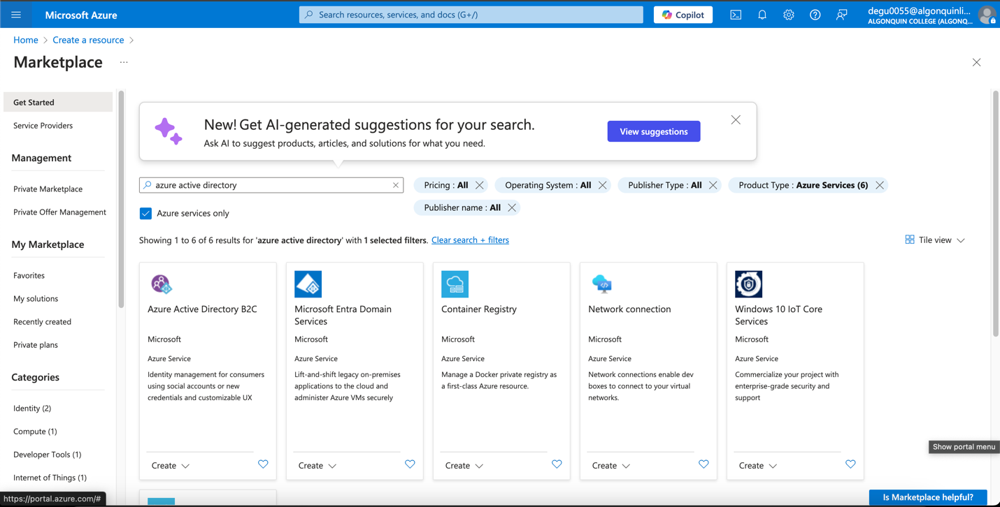 Microsoft Azure
Search resources, services, and docs (G+/)
Copilot
degu0055@algonquinli...
ALGONQUIN COLLEGE (ALGONQ...
Home > Create a resource >
Marketplace ...
Get Started
Service Providers
Management
Private Marketplace
Private Offer Management
My Marketplace
Favorites
My solutions
Recently created
Private plans
Categories
Identity (2)
Compute (1)
Developer Tools (1)
Internet of Things (1)
https://portal.azure.com/#
New! Get AI-generated suggestions for your search.
Ask AI to suggest products, articles, and solutions for what you need.
View suggestions
azure active directory
Pricing : All
Operating System : All
Publisher Type : All
Product Type : Azure Services (6)
Publisher name : All
Azure services only
Showing 1 to 6 of 6 results for 'azure active directory' with 1 selected filters. Clear search + filters
Tile view
Azure Active Directory B2C
Microsoft
Azure Service
Identity management for consumers
using social accounts or new
credentials and customizable UX
Create
Microsoft Entra Domain
Services
Microsoft
Azure Service
Lift-and-shift legacy on-premises
applications to the cloud and
administer Azure VMs securely
Create
Container Registry
Microsoft
Azure Service
Manage a Docker private registry as
a first-class Azure resource.
Create
Network connection
Microsoft
Azure Service
Network connections enable dev
boxes to connect to your virtual
networks.
Create
Windows 10 IoT Core
Services
Microsoft
Azure Service
Commercialize your project with
enterprise-grade security and
support
Create
Show portal menu
Is Marketplace helpful?